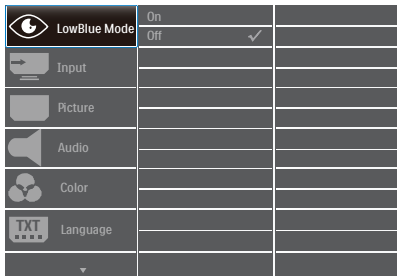 LowBlue Mode
On
Off
Input
Picture
Audio
Color
TXT
Language